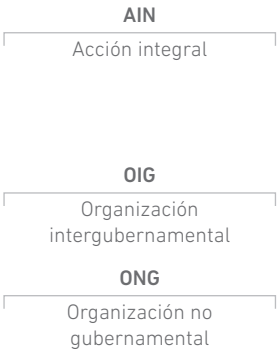 AIN
Acción integral
OIG
Organización
intergubernamental
ONG
Organización no
gubernamental